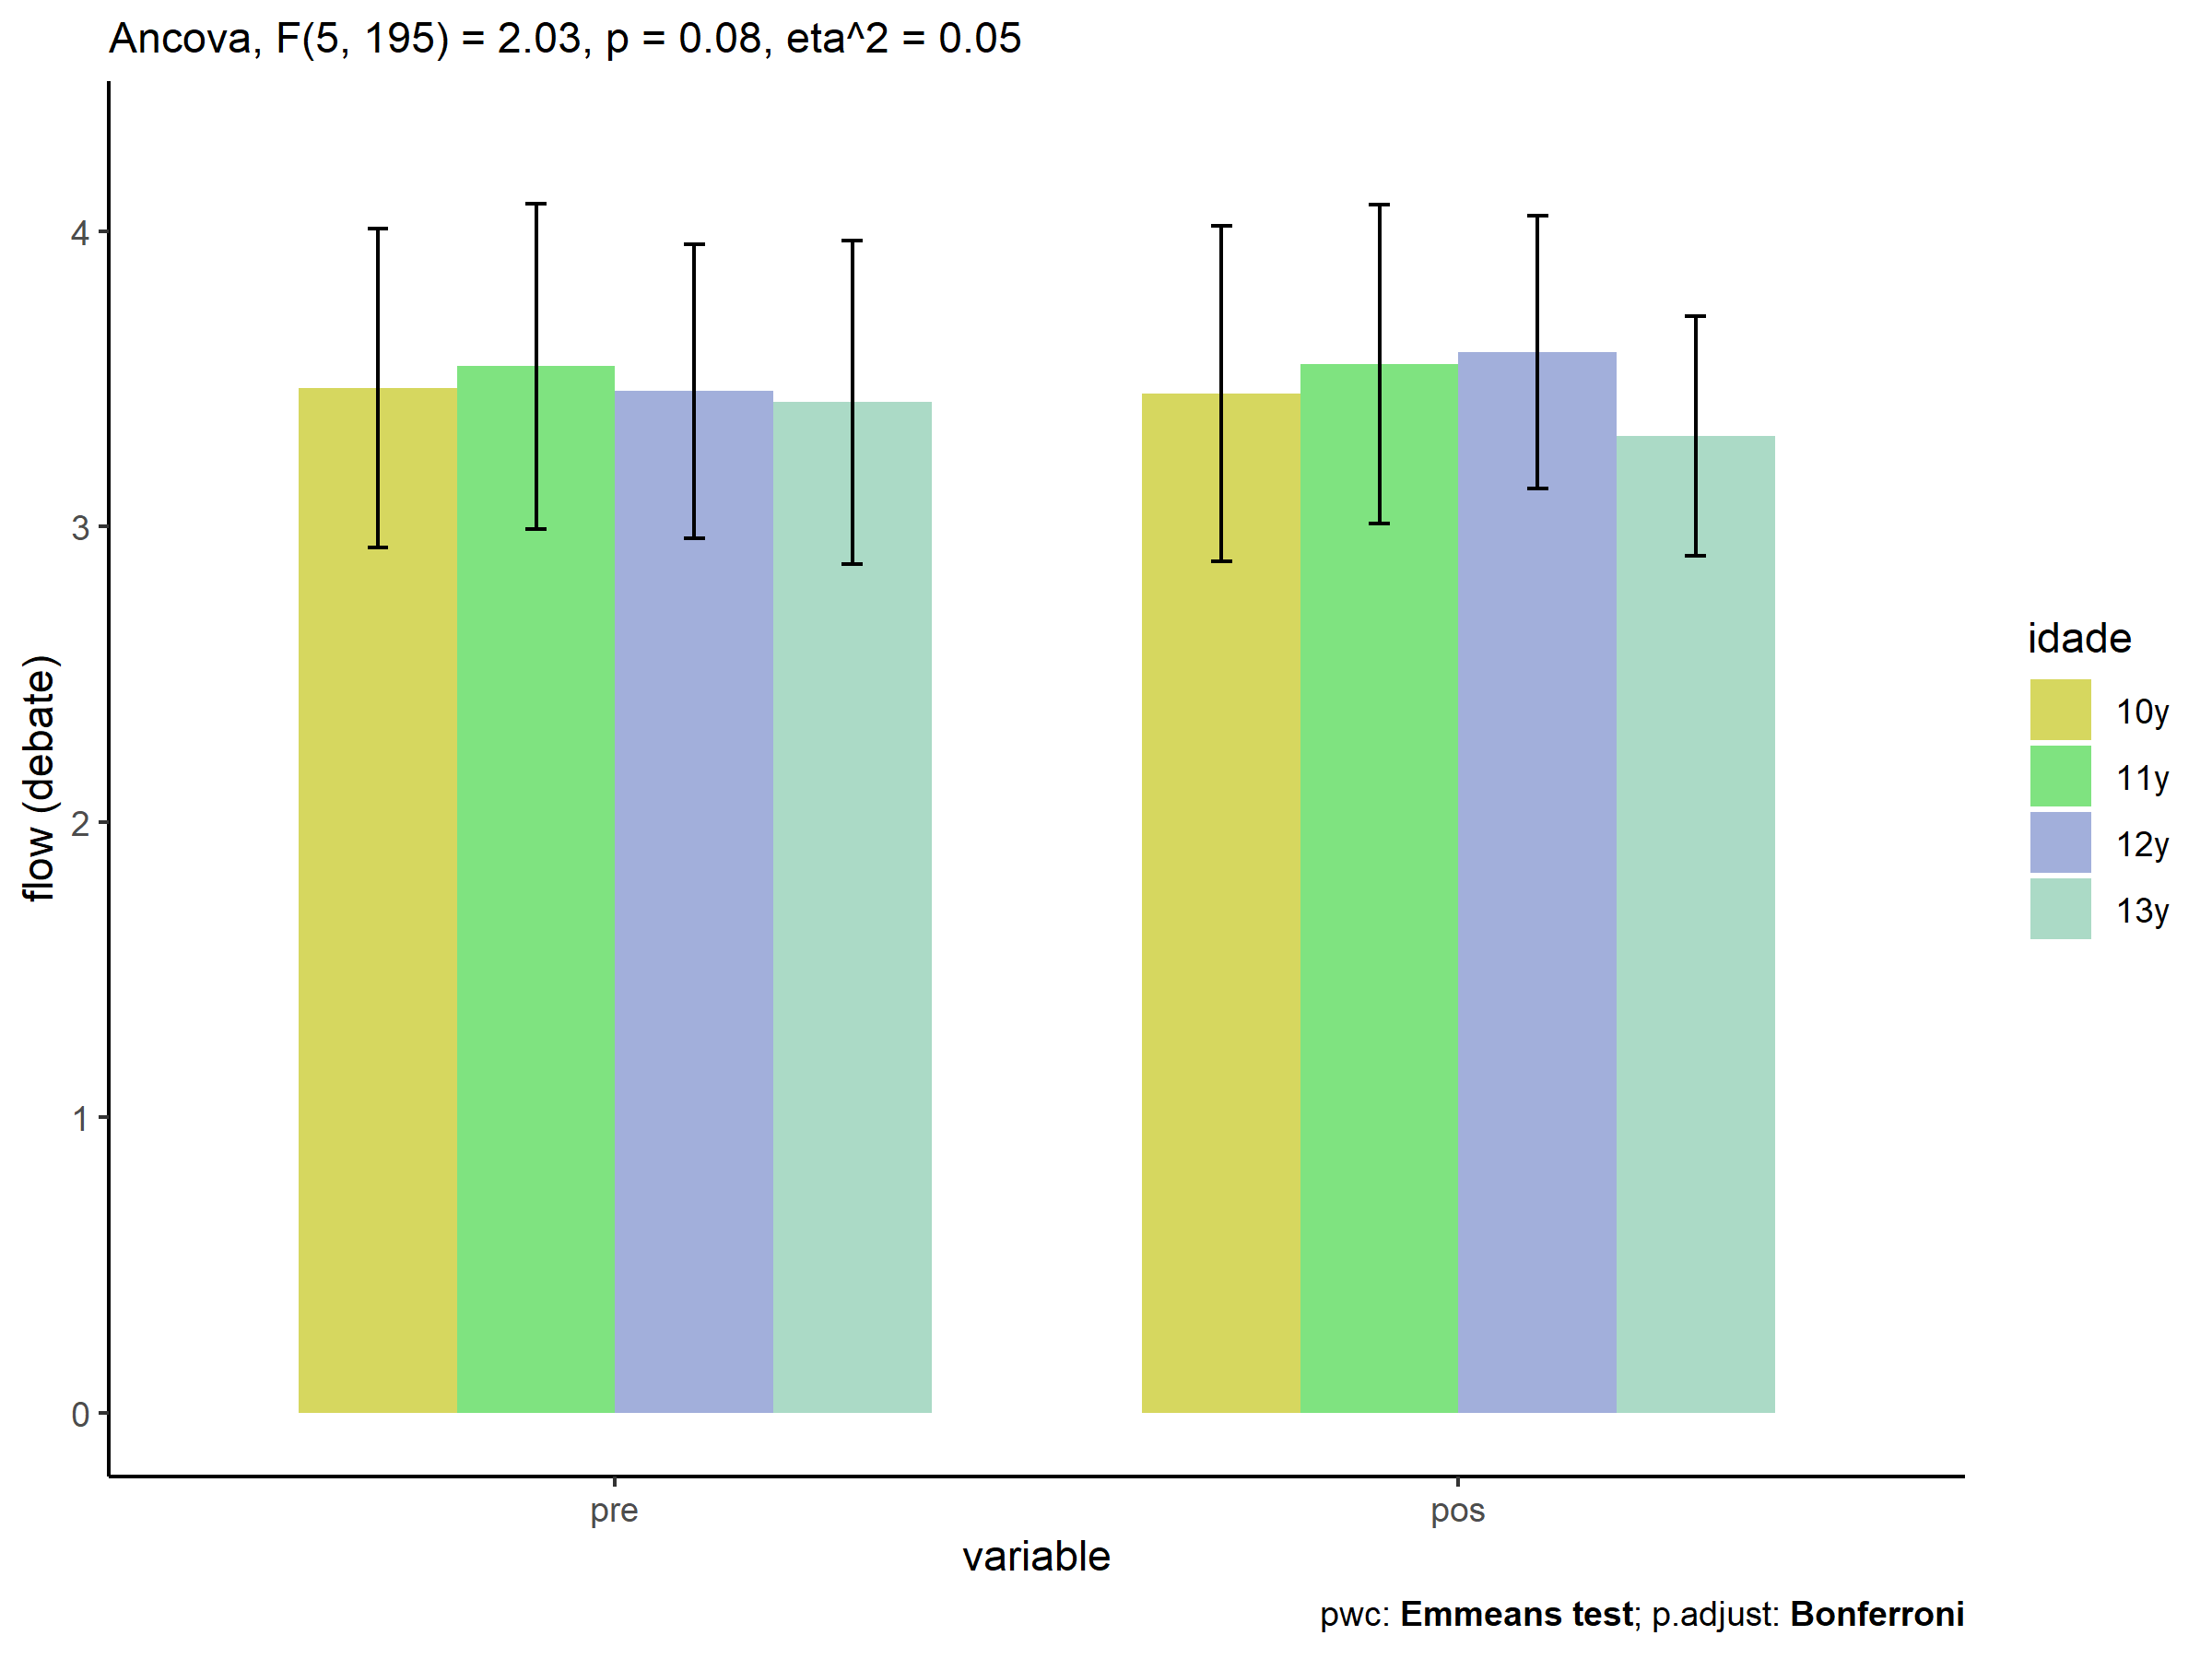 Ancova, F(5, 195) = 2.03, p = 0.08, eta^2 = 0.05
flow (debate)
4
3
2
1
0
pre
pos
variable
idade
10y
11y
12y
13y
pwc: Emmeans test; p.adjust: Bonferroni